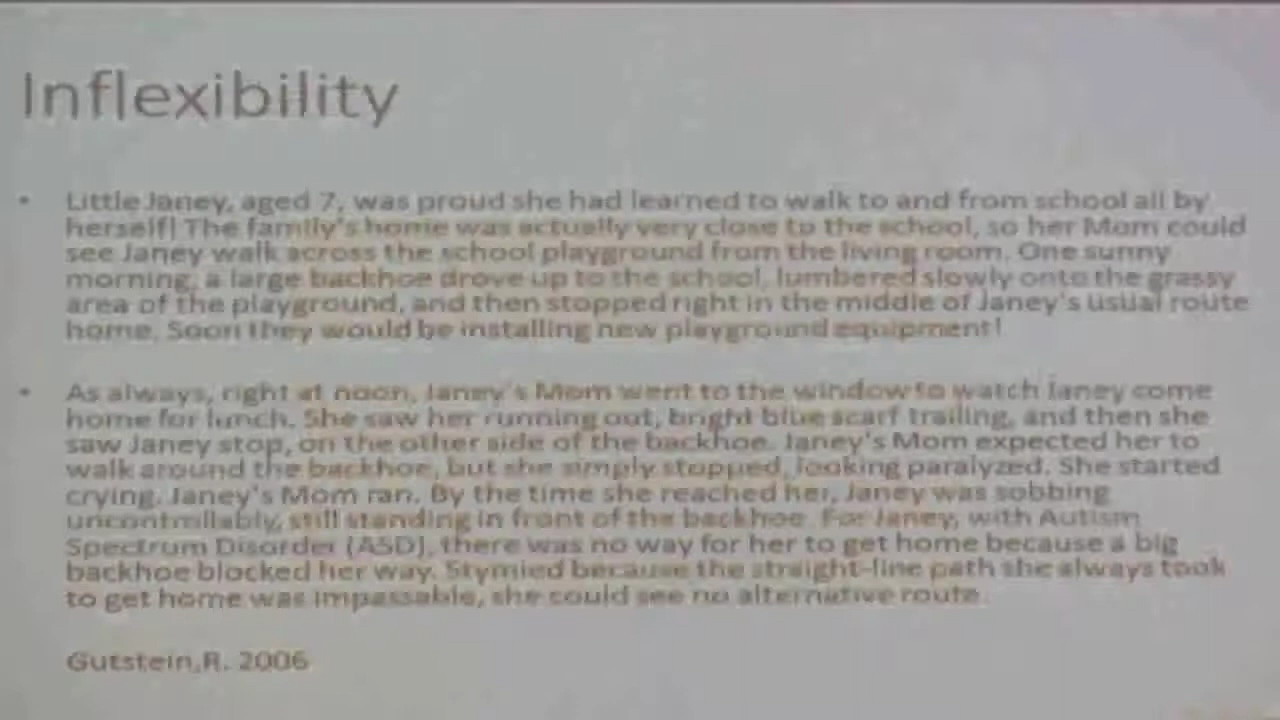 Inflexibility
• Little Janey, aged 7, was proud she had learned to walk to and from school all by
herself! The family's home was actually very close to the school, so her Mom could
see Janey walk across the school playground from the living room. One sunny
morning, a large backhoe drove up to the school, lumbered slowly onto the grassy
area of the playground, and then stopped right in the middle of Janey's usual route
home. Soon they would be installing new playground equipment!
• As always, right at noon, Janey's Mom went to the window to watch Janey come
home for lunch. She saw her running out, bright blue scarf trailing, and then she
saw Janey stop, on the other side of the backhoe. Janey's Mom expected her to
walk around the backhoe, but she simply stopped, looking paralyzed. She started
crying. Janey's Mom ran. By the time she reached her, Janey was sobbing
uncontrollably, still standing in front of the backhoe. For Janey, with Autism
Spectrum Disorder (ASD), there was no way for her to get home because a big
backhoe blocked her way. Stymied because the straight-line path she always took
to get home was impassable, she could see no alternative route.
Gutstein,R. 2006